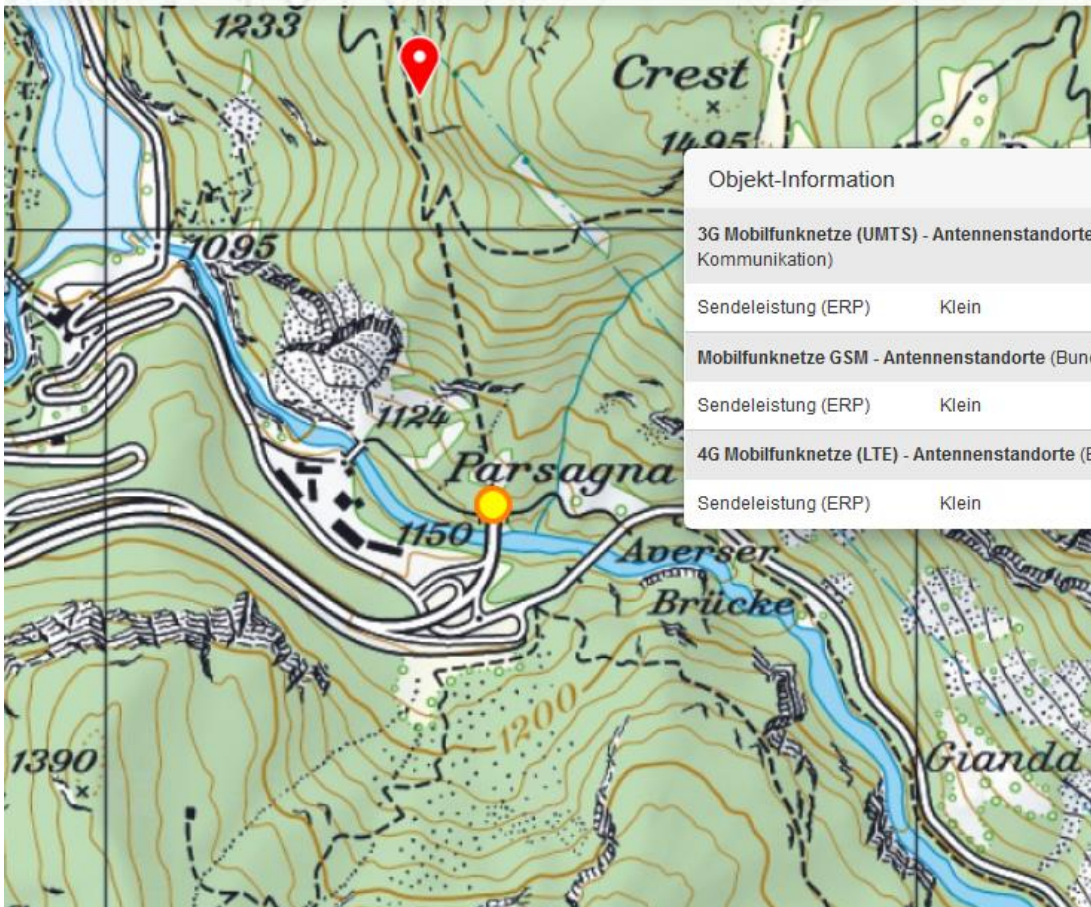 1233
Crest
1495
Objekt-Information
3G Mobilfunknetze (UMTS) - Antennenstandorte
Kommunikation)
Sendeleistung (ERP) Klein
Mobilfunknetze GSM - Antennenstandorte (Bun
Sendeleistung (ERP) Klein
4G Mobilfunknetze (LTE) - Antennenstandorte (B
Sendeleistung (ERP) Klein
1095
1124
Parsagna
1150
Averser
Brücke
1200
1390
Gianda